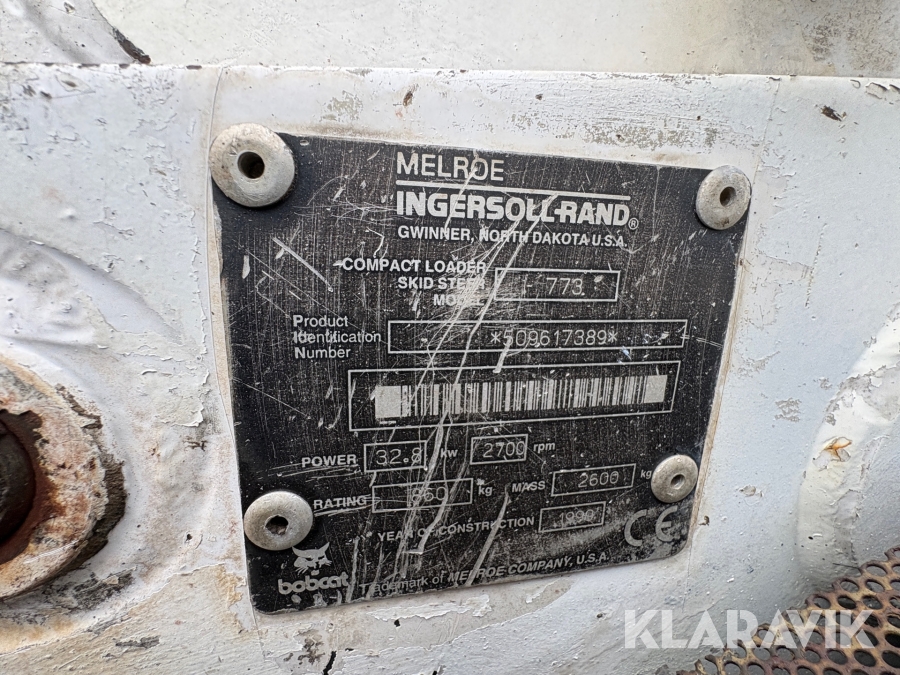 MELROE
INGERSOLL-RAND®
GWINNER, NORTH DAKOTA U.S.A.
COMPACT LOADER
SKID STEER
MODEL 773
Product
Identification
Number *509617389*
POWER 32.8 kw 2700 rpm
RATING 860 kg MASS 2600 kg
YEAR OF CONSTRUCTION
CE
bobcat Trademark of MELROE COMPANY, U.S.A.
KLARAVIK